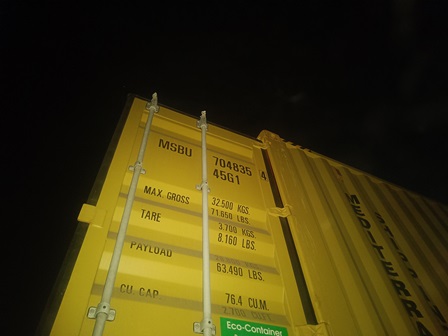 MSBU 704835 4
45G1
MAX. GROSS 32.500 KGS.
71.650 LBS.
TARE 3.700 KGS.
8.160 LBS.
PAYLOAD
63.490 LBS.
CU. CAP. 76.4 CU.M.
Eco-Container
MEDITERR